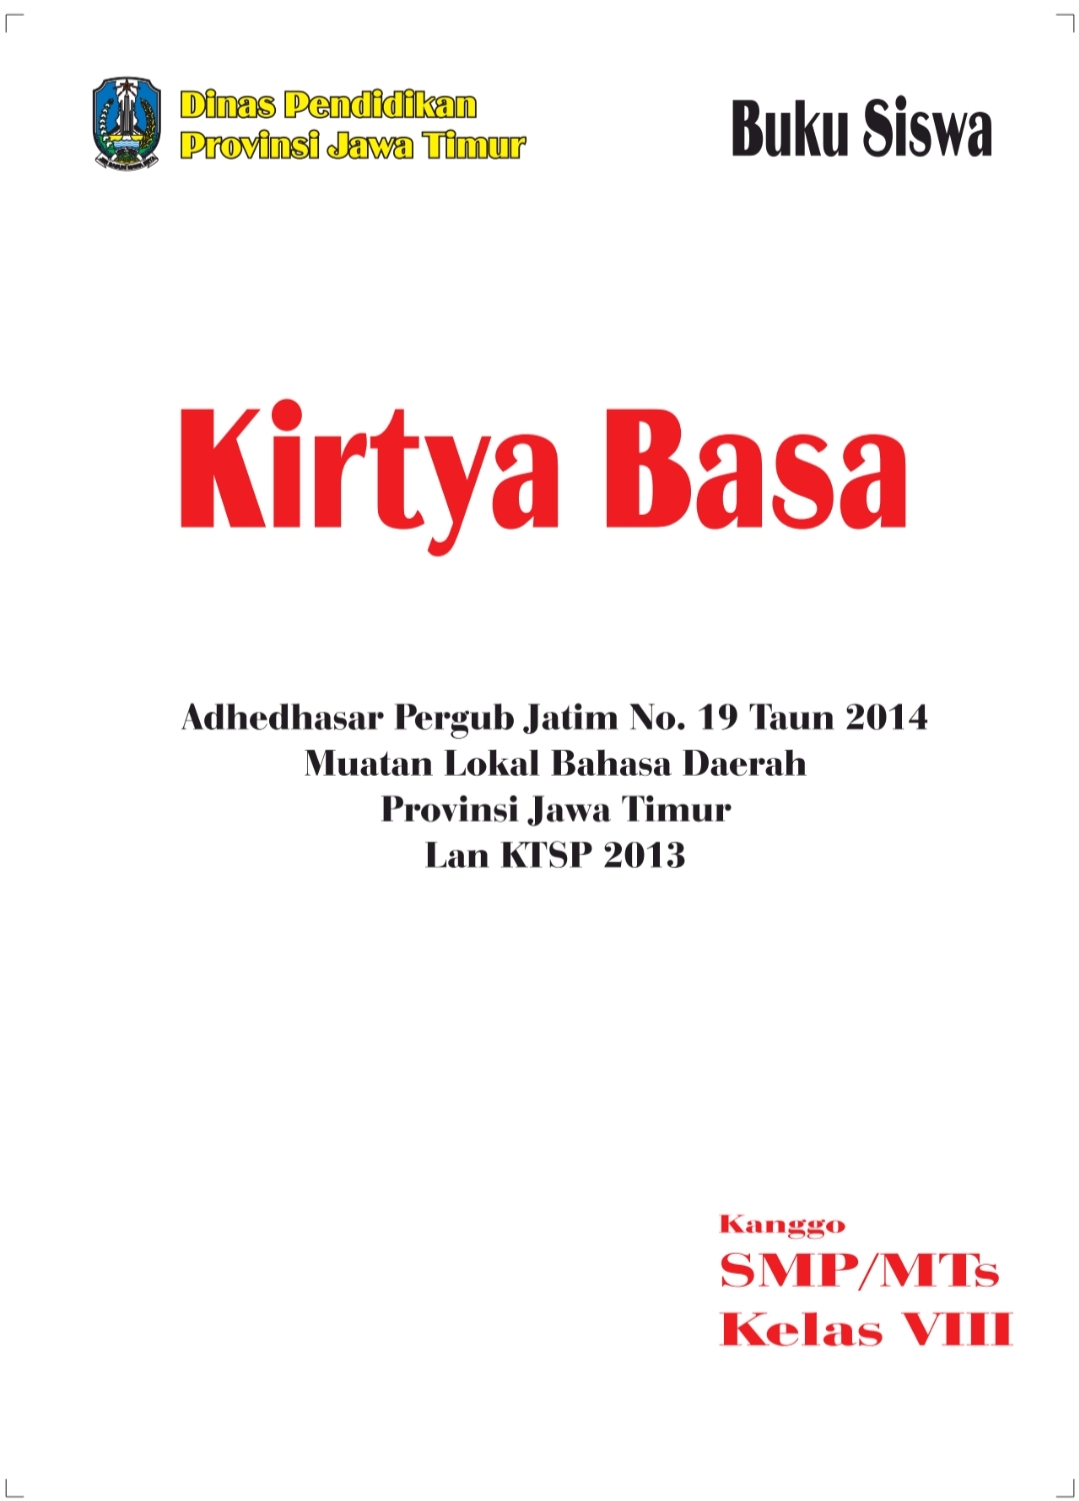 Dinas Pendidikan
Provinsi Jawa Timur
Buku Siswa
Kirtya Basa
Adhedhasar Pergub Jatim No. 19 Taun 2014
Muatan Lokal Bahasa Daerah
Provinsi Jawa Timur
Lan KTSP 2013
Kanggo
SMP/MTs
Kelas VIII